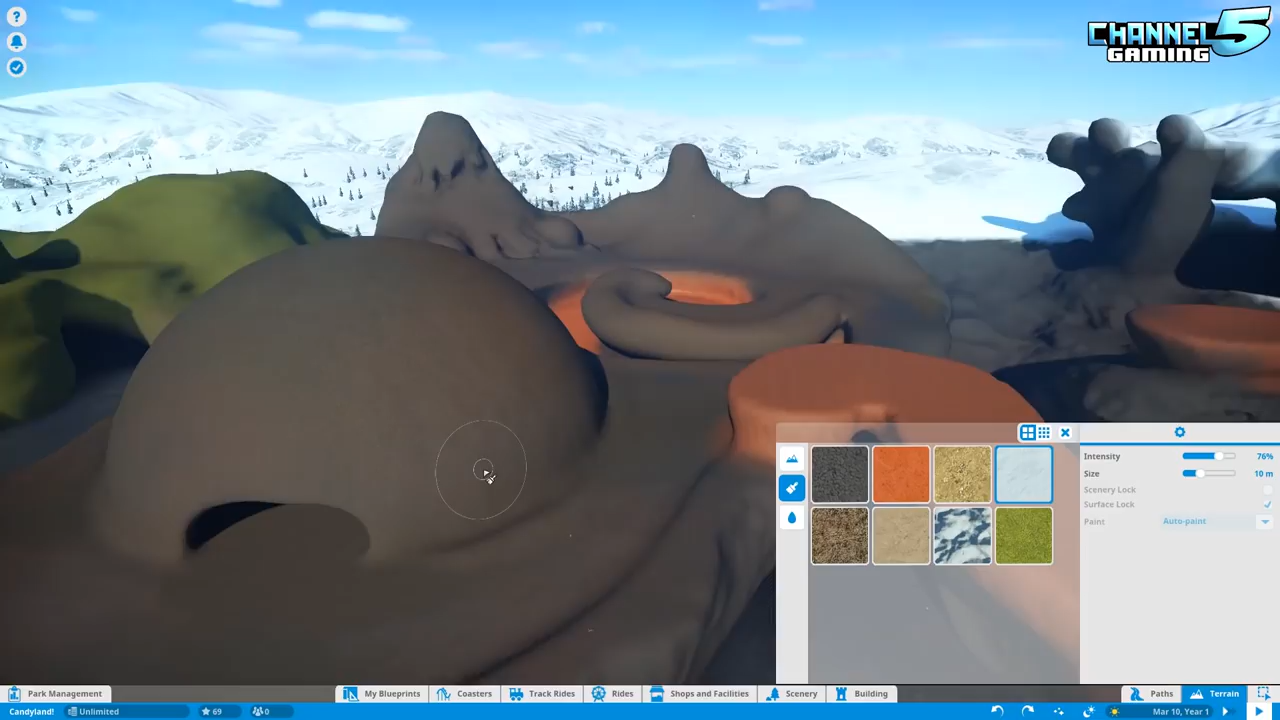 ?
CHANNEL 5
GAMING
Intensity 76%
Size 10 m
Scenery Lock
Surface Lock
Paint Auto-paint
Park Management My Blueprints Coasters Track Rides Rides Shops and Facilities Scenery Building Paths Terrain
Candyland! Unlimited 69 0 Mar 10, Year 1